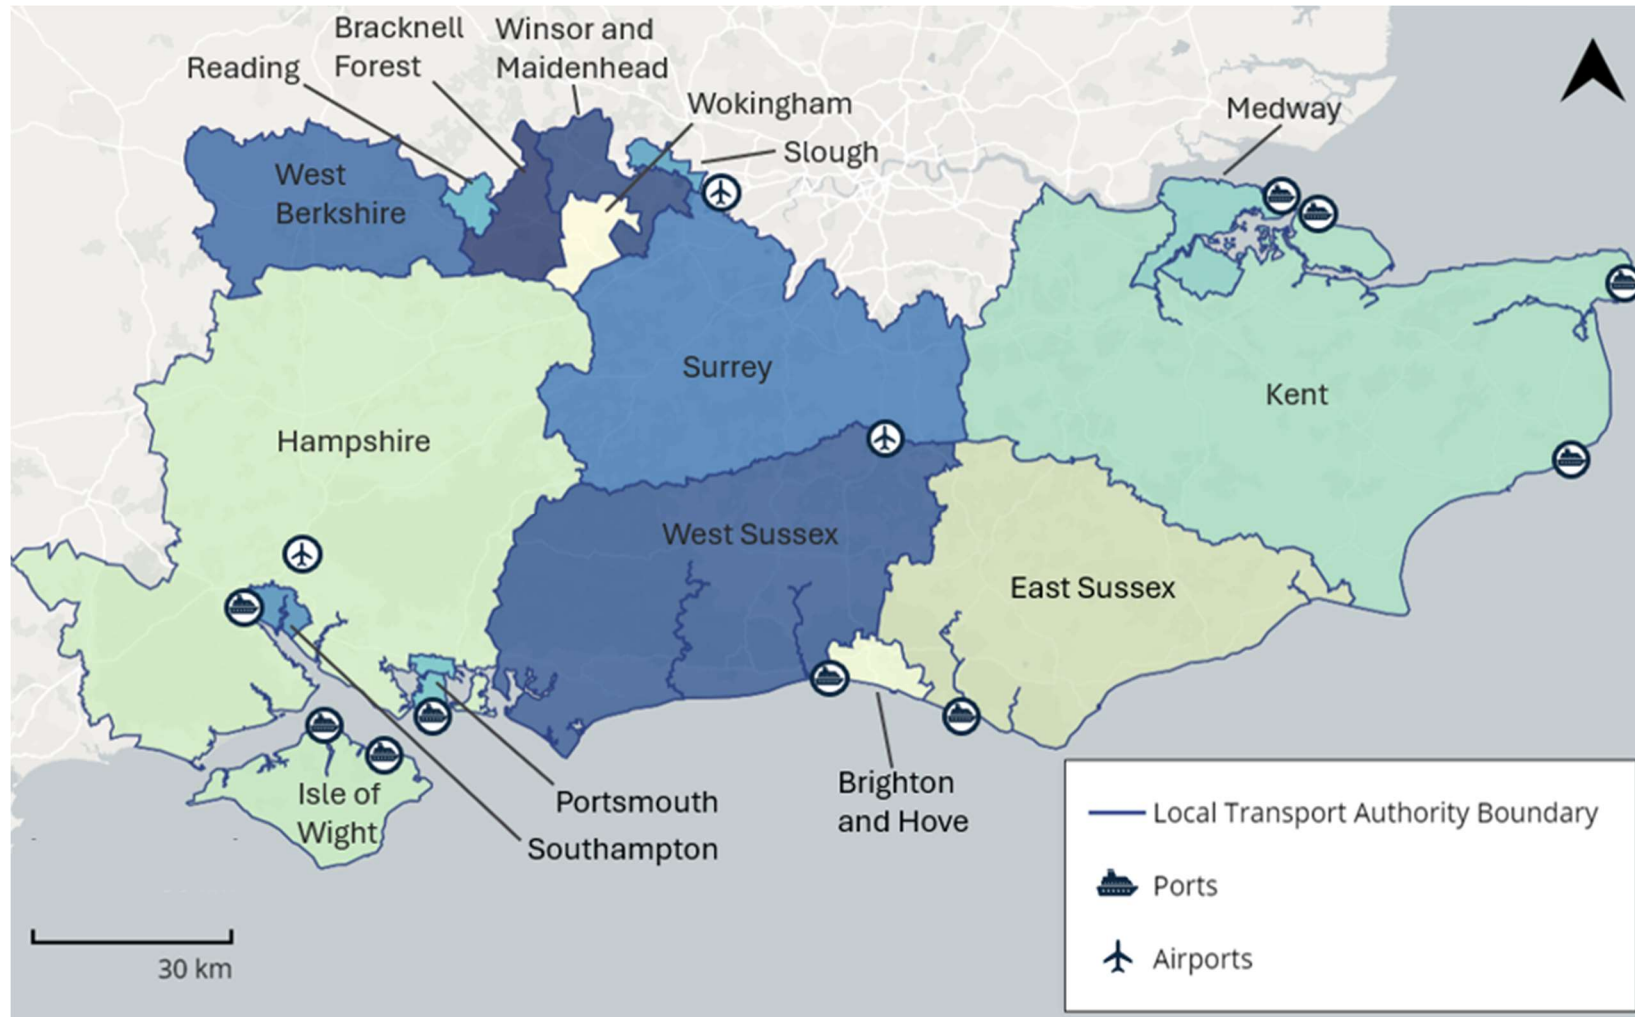 Bracknell
Forest
Winsor and
Maidenhead
Reading
Wokingham
Medway
Slough
West
Berkshire
Surrey
Kent
Hampshire
West Sussex
East Sussex
Brighton
and Hove
Isle of
Wight
Portsmouth
Southampton
Local Transport Authority Boundary
Ports
Airports
30 km